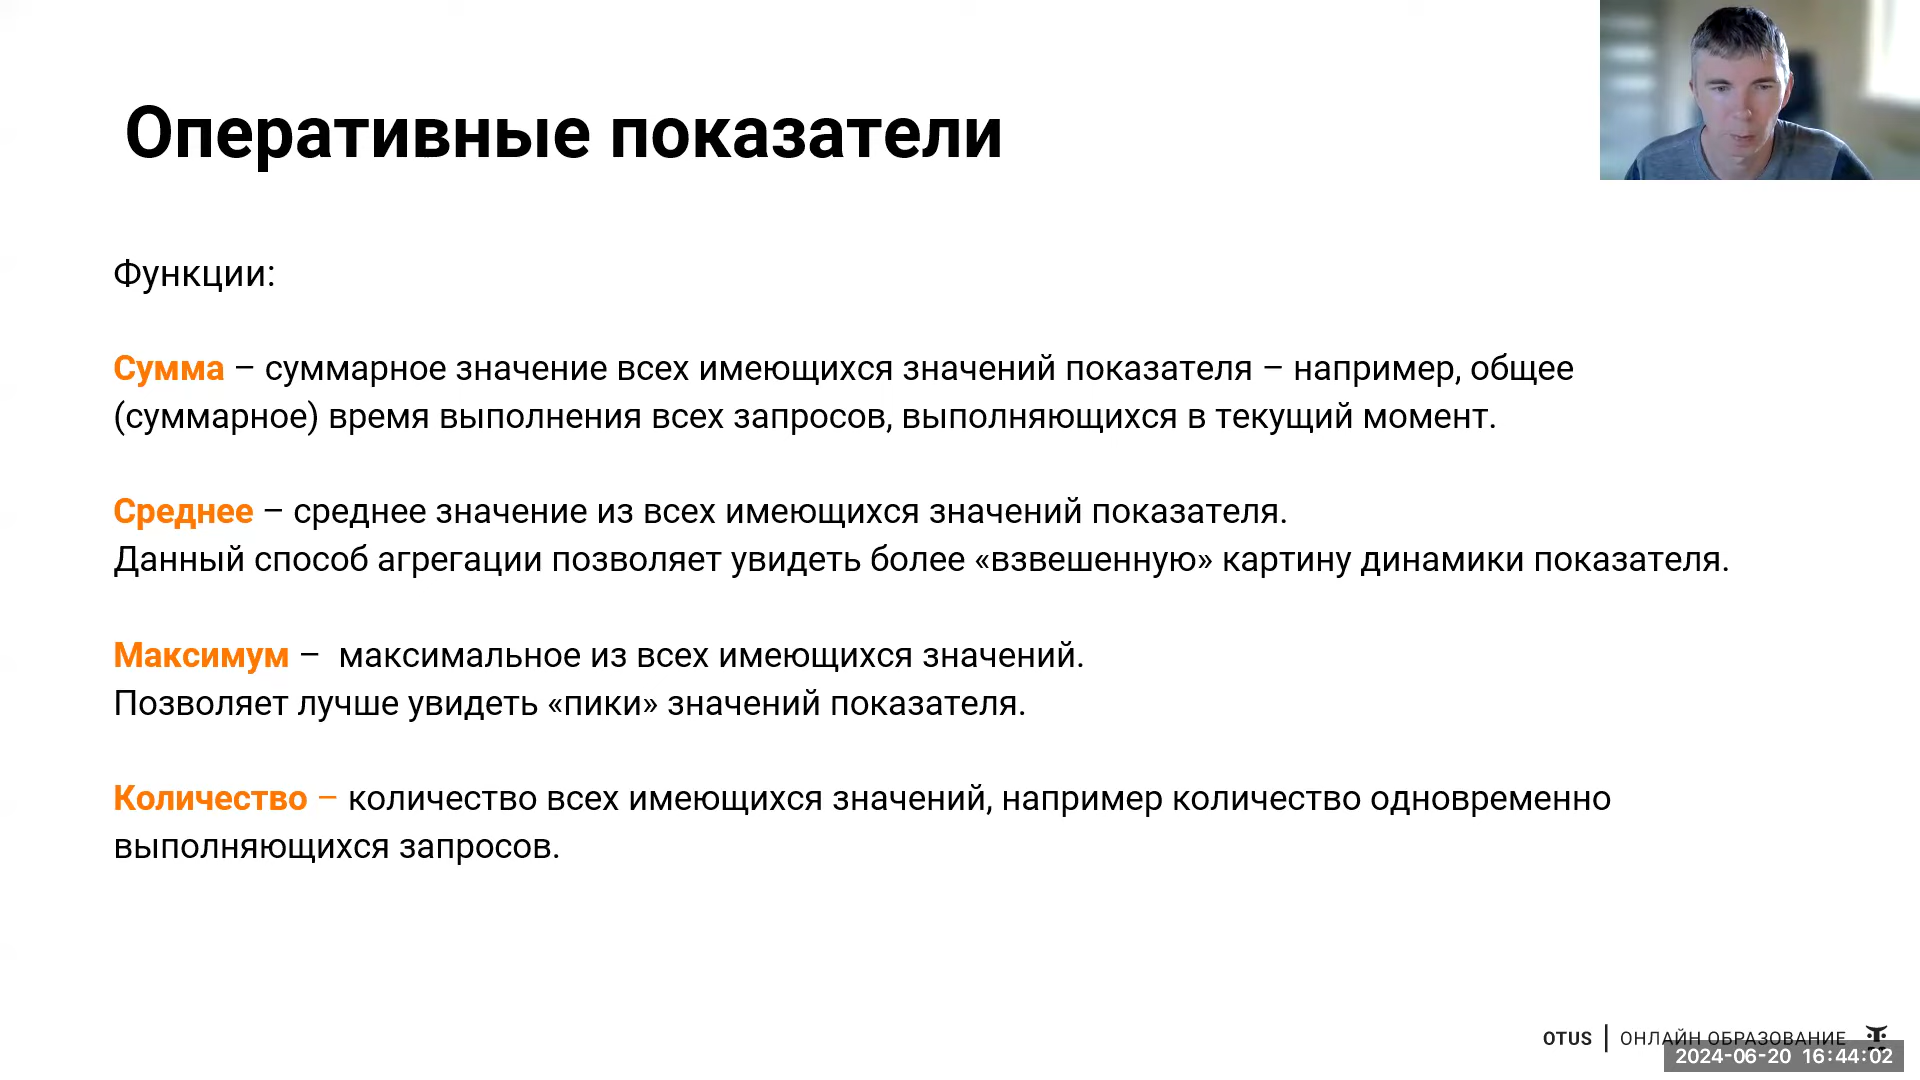 Оперативные показатели
Функции:
Сумма – суммарное значение всех имеющихся значений показателя – например, общее
(суммарное) время выполнения всех запросов, выполняющихся в текущий момент.
Среднее – среднее значение из всех имеющихся значений показателя.
Данный способ агрегации позволяет увидеть более «взвешенную» картину динамики показателя.
Максимум – максимальное из всех имеющихся значений.
Позволяет лучше увидеть «пики» значений показателя.
Количество – количество всех имеющихся значений, например количество одновременно
выполняющихся запросов.
OTUS | ОНЛАЙН ОБРАЗОВАНИЕ
2024-06-20 16:44:02